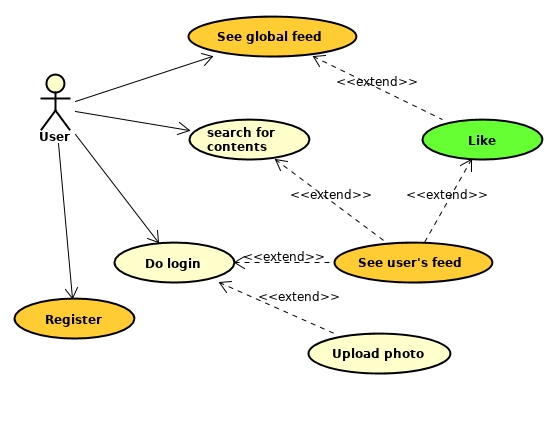 See global feed
<<extend>>
User
search for
contents
Like
<<extend>>
<<extend>>
Do login
<<extend>>
See user's feed
<<extend>>
Register
Upload photo